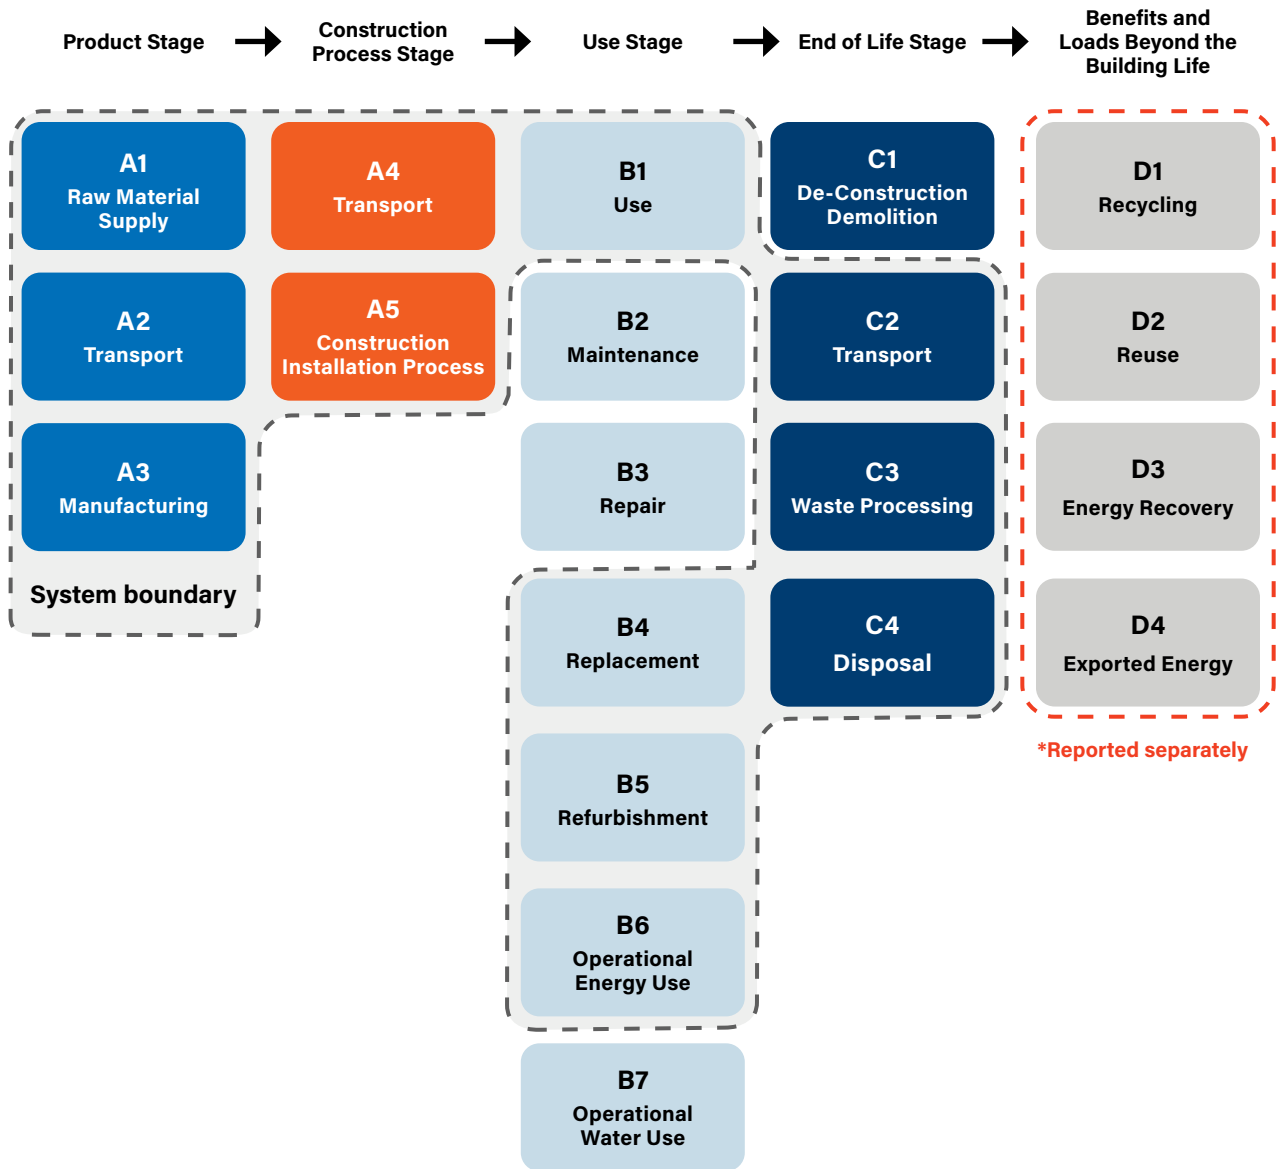 Product Stage
Construction
Process Stage
Use Stage
End of Life Stage
Benefits and
Loads Beyond the
Building Life
A1
Raw Material
Supply
A2
Transport
A3
Manufacturing
System boundary
A4
Transport
A5
Construction
Installation Process
B1
Use
B2
Maintenance
B3
Repair
B4
Replacement
B5
Refurbishment
B6
Operational
Energy Use
B7
Operational
Water Use
C1
De-Construction
Demolition
C2
Transport
C3
Waste Processing
C4
Disposal
D1
Recycling
D2
Reuse
D3
Energy Recovery
D4
Exported Energy
*Reported separately